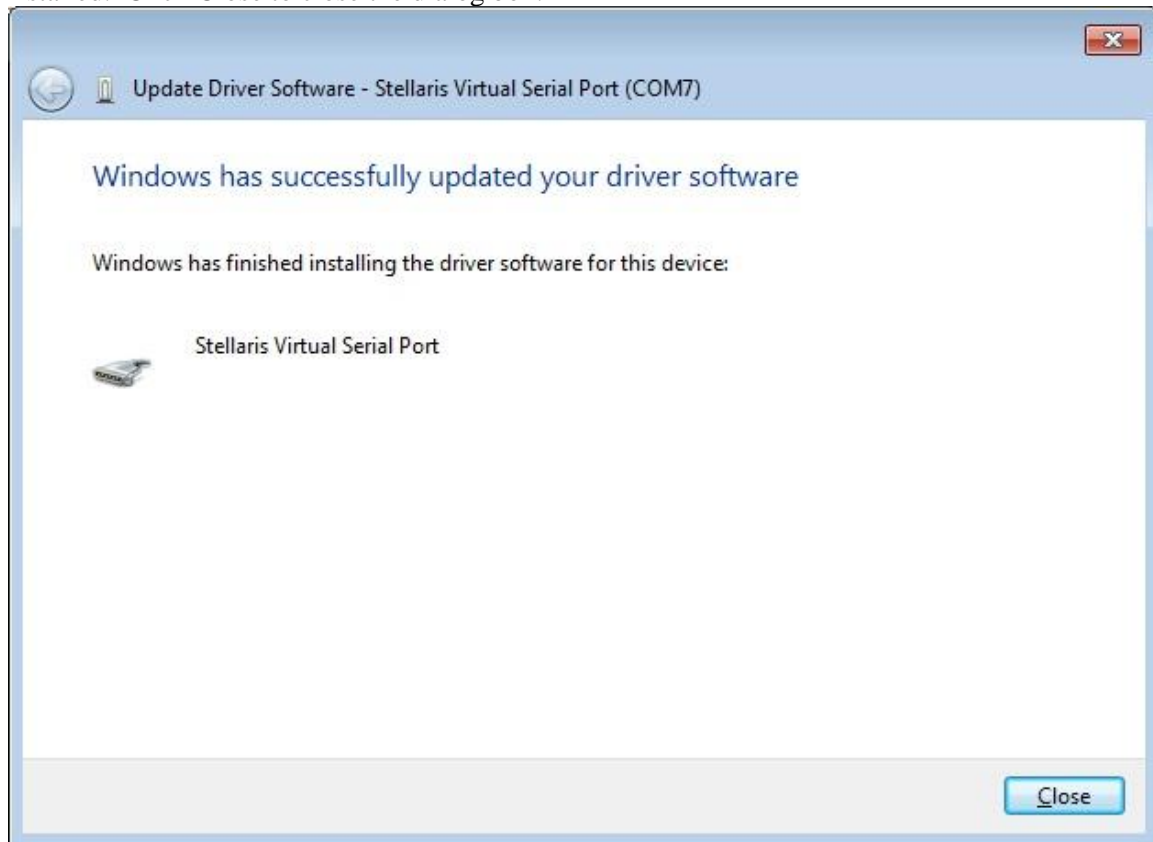 Update Driver Software - Stellaris Virtual Serial Port (COM7)
Windows has successfully updated your driver software
Windows has finished installing the driver software for this device:
Stellaris Virtual Serial Port
Close